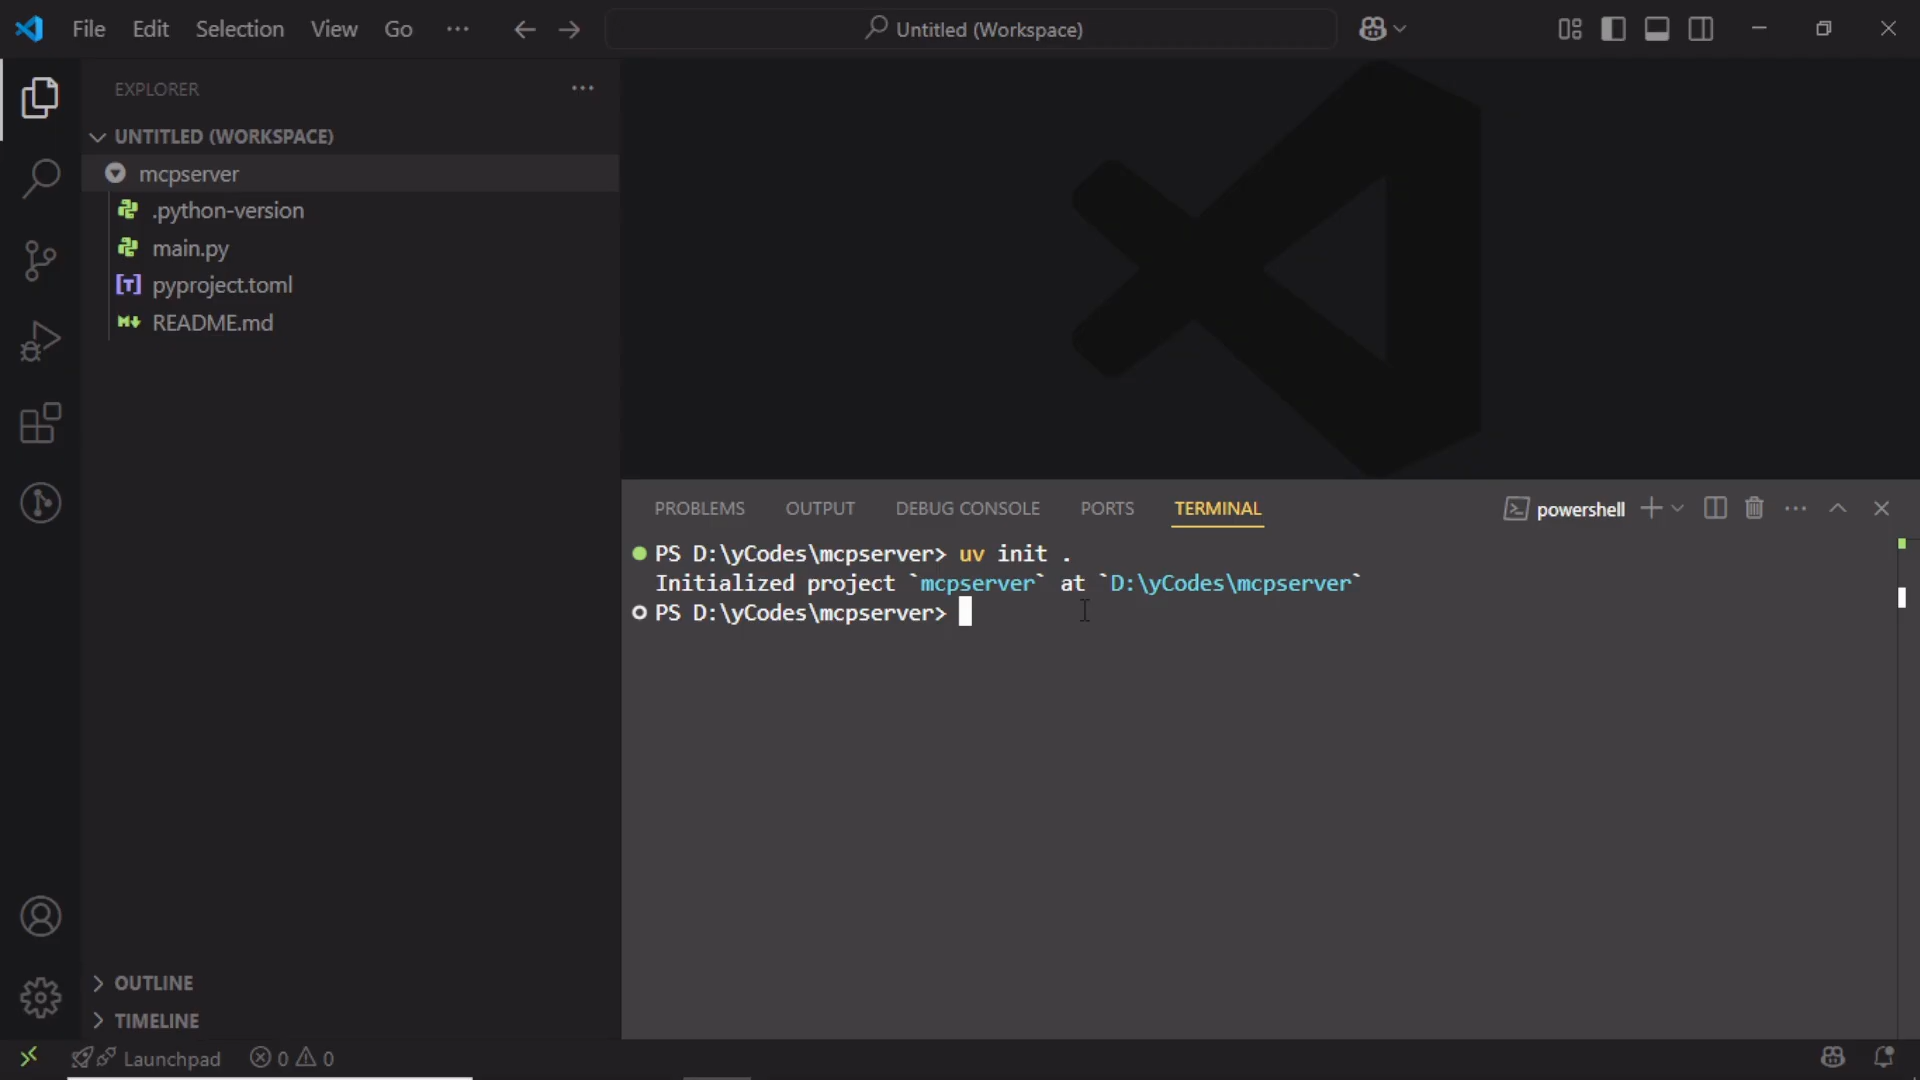 File Edit Selection View Go ···
Untitled (Workspace)
EXPLORER
UNTITLED (WORKSPACE)
mcpserver
.python-version
main.py
[T] pyproject.toml
M README.md
PROBLEMS OUTPUT DEBUG CONSOLE PORTS TERMINAL
powershell
PS D:\yCodes\mcpserver> uv init .
Initialized project `mcpserver` at `D:\yCodes\mcpserver`
PS D:\yCodes\mcpserver>
OUTLINE
TIMELINE
Launchpad 0 0